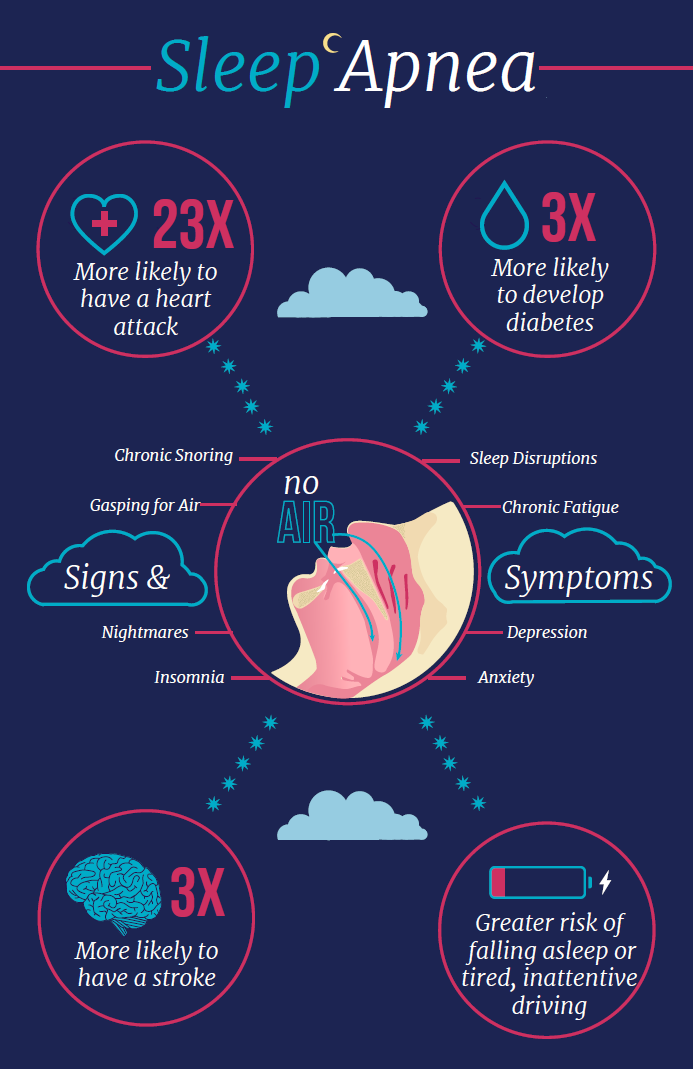 Sleep Apnea
23X
More likely to
have a heart
attack
3X
More likely
to develop
diabetes
Chronic Snoring
Sleep Disruptions
no
AIR
Gasping for Air
Chronic Fatigue
Signs &
Symptoms
Nightmares
Depression
Insomnia
Anxiety
3X
More likely to
have a stroke
Greater risk of
falling asleep or
tired, inattentive
driving